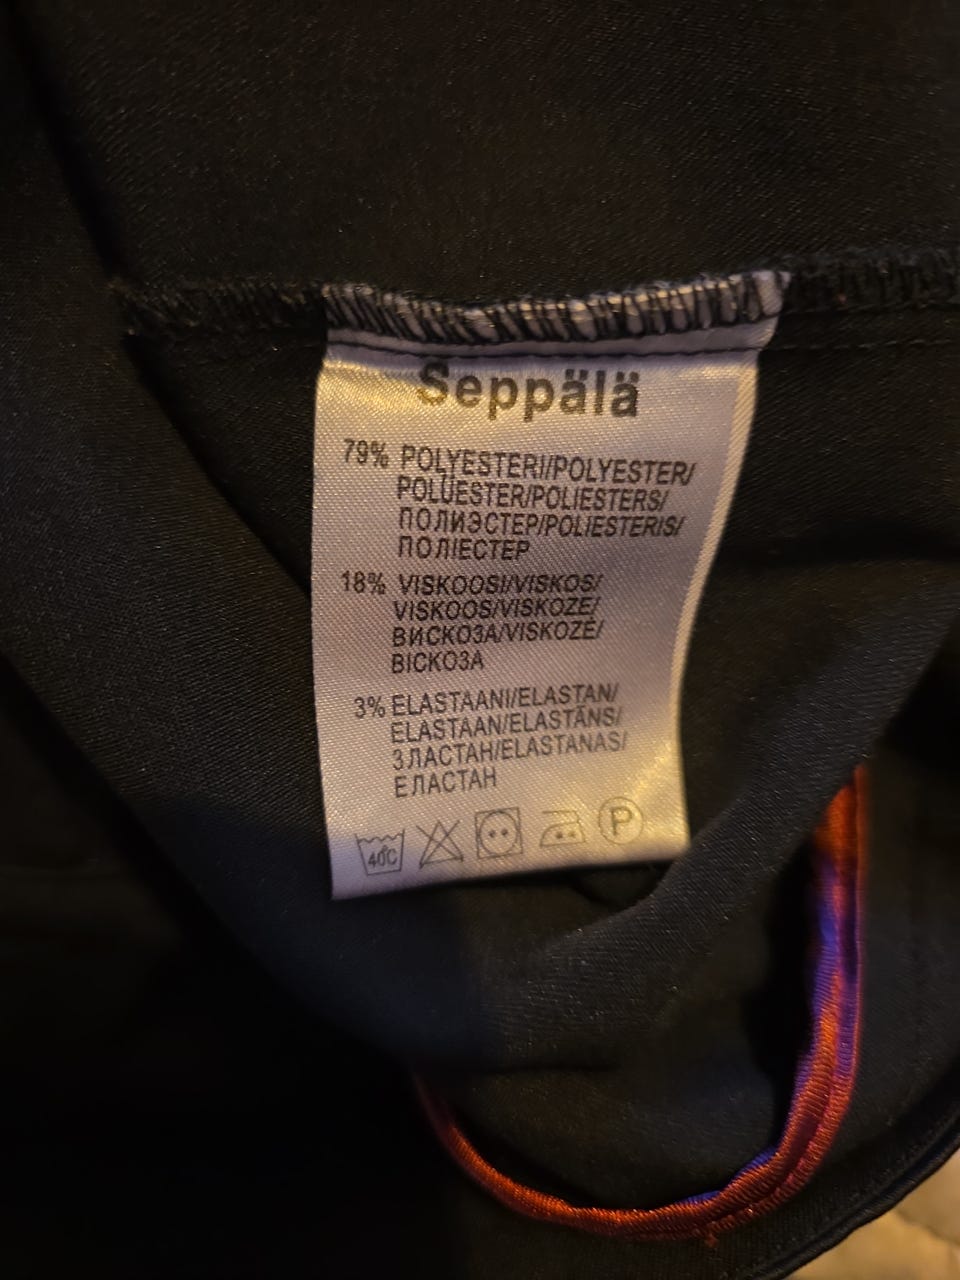 Seppälä
79% POLYESTERI/POLYESTER/
POLÜESTER/POLIESTERS/
ПОЛИЭСТЕР/POLIESTERIS/
ПОЛІЕСТЕР
18% VISKOOSI/VISKOS/
VISKOOS/VISKOZE/
ВИСКОЗА/VISKOZĖ/
ВІСКОЗА
3% ELASTAANI/ELASTAN/
ELASTAAN/ELASTĀNS/
ЗЛАСТАН/ELASTANAS/
ЕЛАСТАН
40°C P